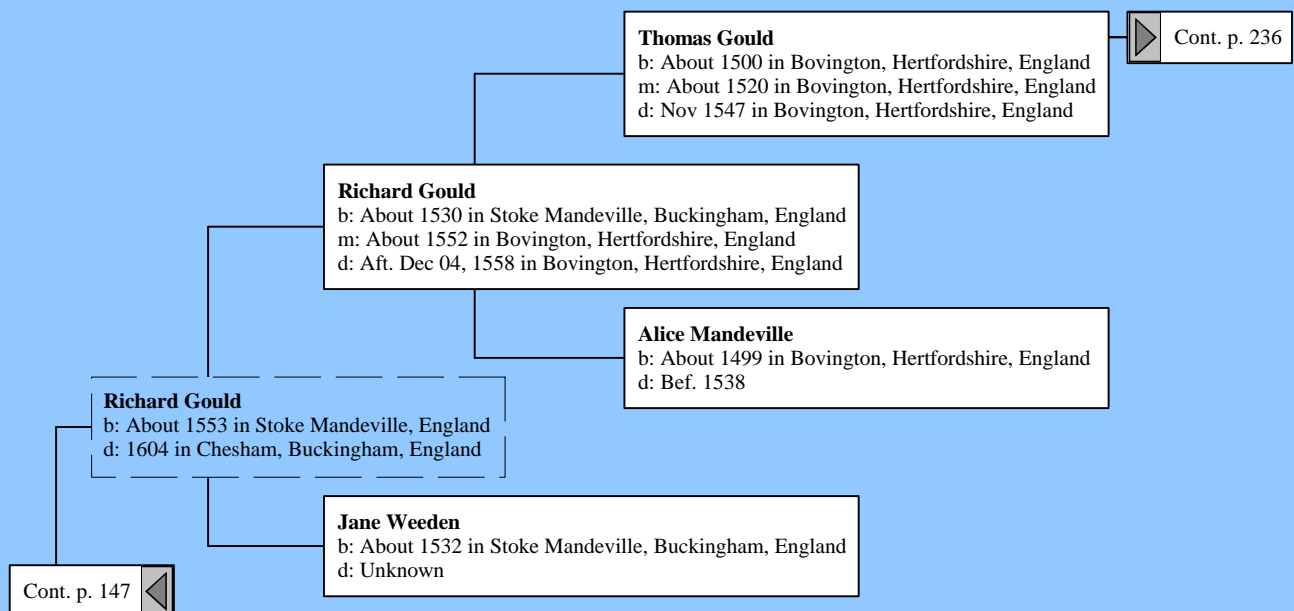 Thomas Gould
b: About 1500 in Bovington, Hertfordshire, England
m: About 1520 in Bovington, Hertfordshire, England
d: Nov 1547 in Bovington, Hertfordshire, England
Cont. p. 236
Richard Gould
b: About 1530 in Stoke Mandeville, Buckingham, England
m: About 1552 in Bovington, Hertfordshire, England
d: Aft. Dec 04, 1558 in Bovington, Hertfordshire, England
Alice Mandeville
b: About 1499 in Bovington, Hertfordshire, England
d: Bef. 1538
Richard Gould
b: About 1553 in Stoke Mandeville, England
d: 1604 in Chesham, Buckingham, England
Jane Weeden
b: About 1532 in Stoke Mandeville, Buckingham, England
d: Unknown
Cont. p. 147